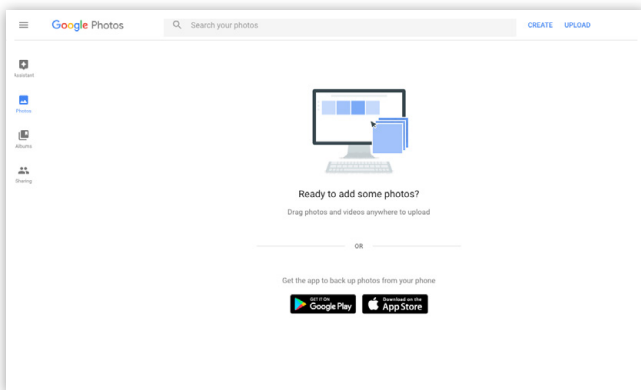 Google Photos
Search your photos
CREATE UPLOAD
Assistant
Photos
Albums
Sharing
Ready to add some photos?
Drag photos and videos anywhere to upload
OR
Get the app to back up photos from your phone
GET IT ON
Google Play
Download on the
App Store